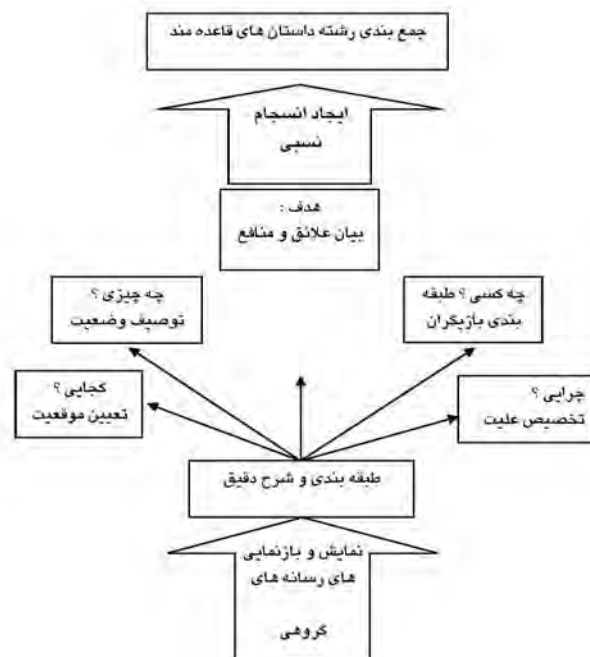 جمع بندی رشته داستان های قاعده مند
ایجاد انسجام
نسبی
هدف :
بیان علائق و منافع
چه کسی ؟ طبقه
بندی بازیگران
چه چیزی ؟
توصیف وضعیت
چرایی ؟
تخصیص علیت
کجایی ؟
تعیین موقعیت
طبقه بندی و شرح دقیق
نمایش و بازنمایی
های رسانه های
گروهی